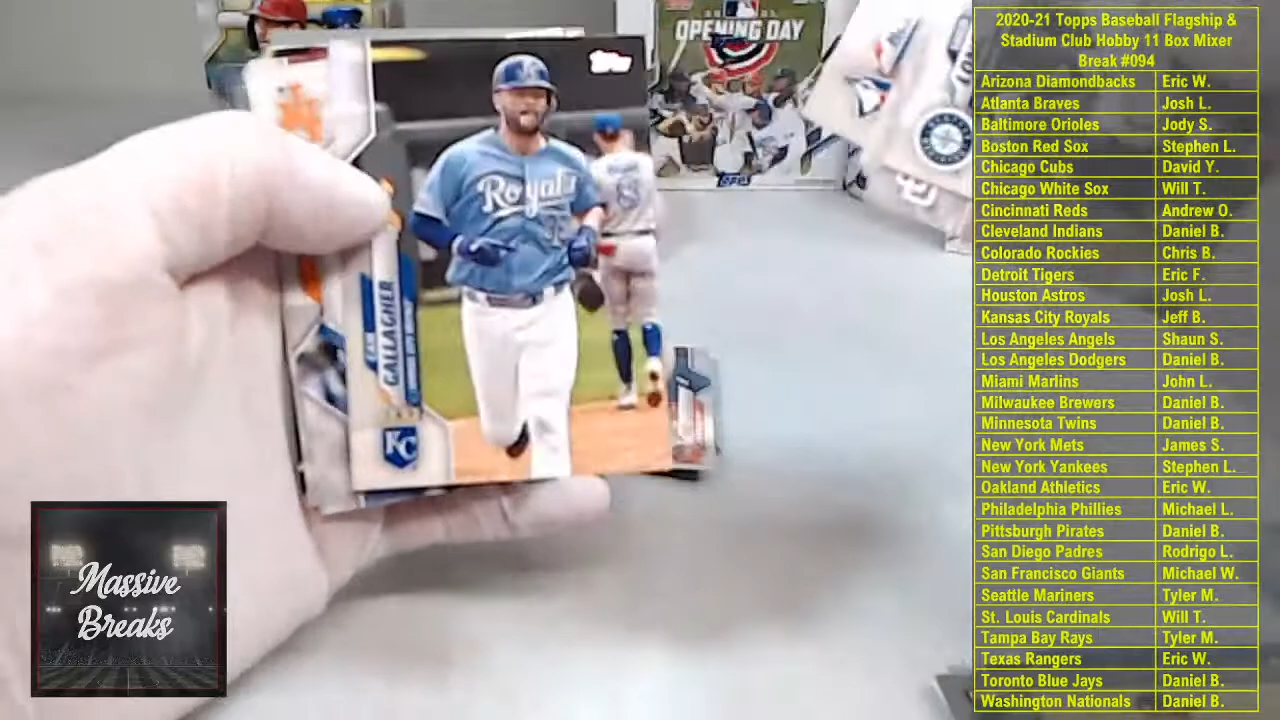 topps
OPENING DAY
Royals
CAM
GALLAGHER
KC
Massive
Breaks
2020-21 Topps Baseball Flagship &
Stadium Club Hobby 11 Box Mixer
Break #094
Arizona Diamondbacks Eric W.
Atlanta Braves Josh L.
Baltimore Orioles Jody S.
Boston Red Sox Stephen L.
Chicago Cubs David Y.
Chicago White Sox Will T.
Cincinnati Reds Andrew O.
Cleveland Indians Daniel B.
Colorado Rockies Chris B.
Detroit Tigers Eric F.
Houston Astros Josh L.
Kansas City Royals Jeff B.
Los Angeles Angels Shaun S.
Los Angeles Dodgers Daniel B.
Miami Marlins John L.
Milwaukee Brewers Daniel B.
Minnesota Twins Daniel B.
New York Mets James S.
New York Yankees Stephen L.
Oakland Athletics Eric W.
Philadelphia Phillies Michael L.
Pittsburgh Pirates Daniel B.
San Diego Padres Rodrigo L.
San Francisco Giants Michael W.
Seattle Mariners Tyler M.
St. Louis Cardinals Will T.
Tampa Bay Rays Tyler M.
Texas Rangers Eric W.
Toronto Blue Jays Daniel B.
Washington Nationals Daniel B.